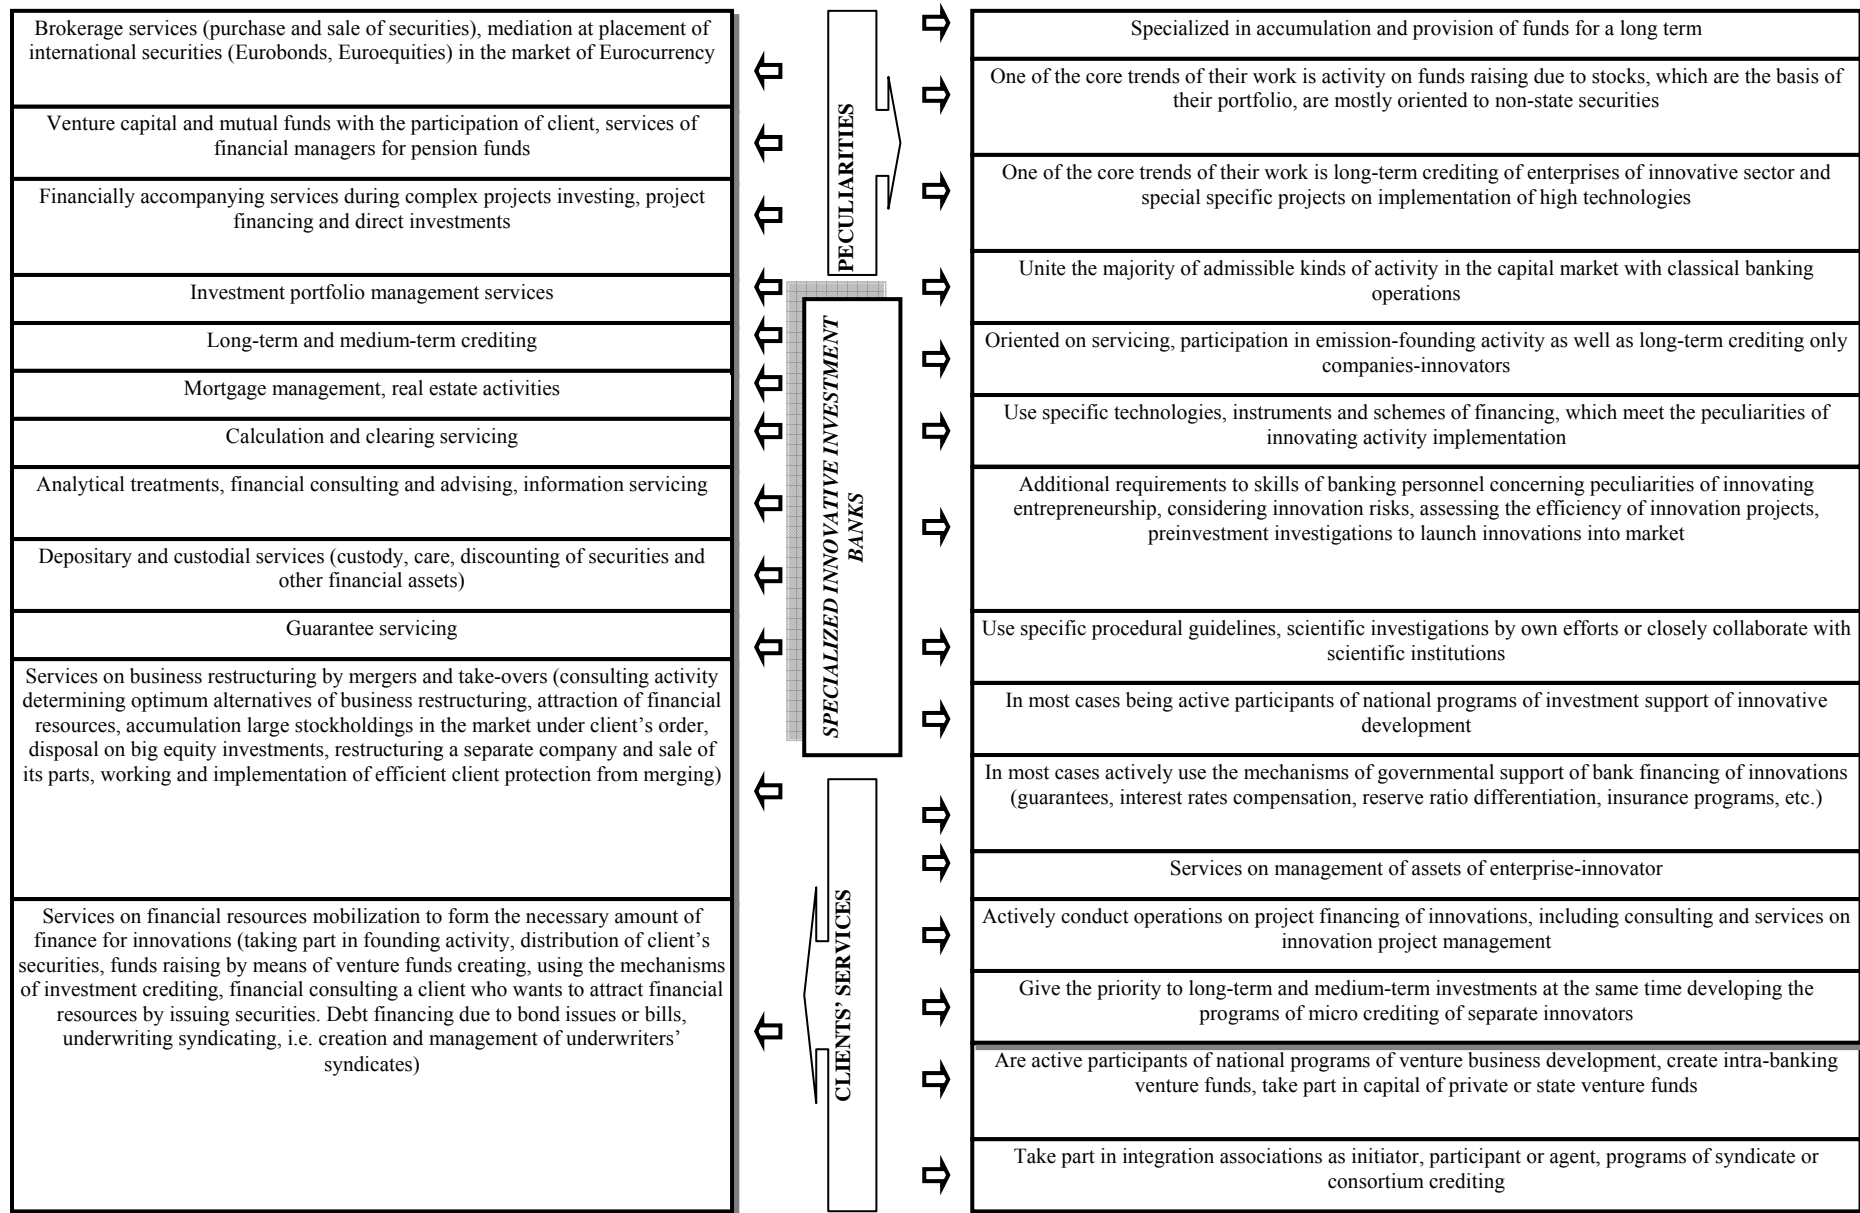 Brokerage services (purchase and sale of securities), mediation at placement of
international securities (Eurobonds, Euroequities) in the market of Eurocurrency
Venture capital and mutual funds with the participation of client, services of
financial managers for pension funds
Financially accompanying services during complex projects investing, project
financing and direct investments
Investment portfolio management services
Long-term and medium-term crediting
Mortgage management, real estate activities
Calculation and clearing servicing
Analytical treatments, financial consulting and advising, information servicing
Depositary and custodial services (custody, care, discounting of securities and
other financial assets)
Guarantee servicing
Services on business restructuring by mergers and take-overs (consulting activity
determining optimum alternatives of business restructuring, attraction of financial
resources, accumulation large stockholdings in the market under client's order,
disposal on big equity investments, restructuring a separate company and sale of
its parts, working and implementation of efficient client protection from merging)
Services on financial resources mobilization to form the necessary amount of
finance for innovations (taking part in founding activity, distribution of client's
securities, funds raising by means of venture funds creating, using the mechanisms
of investment crediting, financial consulting a client who wants to attract financial
resources by issuing securities. Debt financing due to bond issues or bills,
underwriting syndicating, i.e. creation and management of underwriters'
syndicates)
PECULIARITIES
SPECIALIZED INNOVATIVE INVESTMENT
BANKS
CLIENTS' SERVICES
Specialized in accumulation and provision of funds for a long term
One of the core trends of their work is activity on funds raising due to stocks, which are the basis of
their portfolio, are mostly oriented to non-state securities
One of the core trends of their work is long-term crediting of enterprises of innovative sector and
special specific projects on implementation of high technologies
Unite the majority of admissible kinds of activity in the capital market with classical banking
operations
Oriented on servicing, participation in emission-founding activity as well as long-term crediting only
companies-innovators
Use specific technologies, instruments and schemes of financing, which meet the peculiarities of
innovating activity implementation
Additional requirements to skills of banking personnel concerning peculiarities of innovating
entrepreneurship, considering innovation risks, assessing the efficiency of innovation projects,
preinvestment investigations to launch innovations into market
Use specific procedural guidelines, scientific investigations by own efforts or closely collaborate with
scientific institutions
In most cases being active participants of national programs of investment support of innovative
development
In most cases actively use the mechanisms of governmental support of bank financing of innovations
(guarantees, interest rates compensation, reserve ratio differentiation, insurance programs, etc.)
Services on management of assets of enterprise-innovator
Actively conduct operations on project financing of innovations, including consulting and services on
innovation project management
Give the priority to long-term and medium-term investments at the same time developing the
programs of micro crediting of separate innovators
Are active participants of national programs of venture business development, create intra-banking
venture funds, take part in capital of private or state venture funds
Take part in integration associations as initiator, participant or agent, programs of syndicate or
consortium crediting